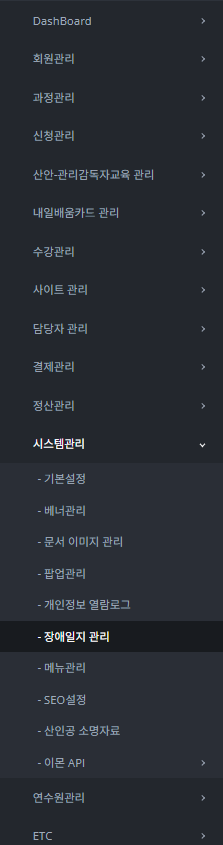 DashBoard
회원관리
과정관리
신청관리
산안-관리감독자교육 관리
내일배움카드 관리
수강관리
사이트 관리
담당자 관리
결제관리
정산관리
시스템관리
- 기본설정
- 베너관리
- 문서 이미지 관리
- 팝업관리
- 개인정보 열람로그
- 장애일지 관리
- 메뉴관리
- SEO설정
- 산인공 소명자료
- 이몬 API
연수원관리
ETC